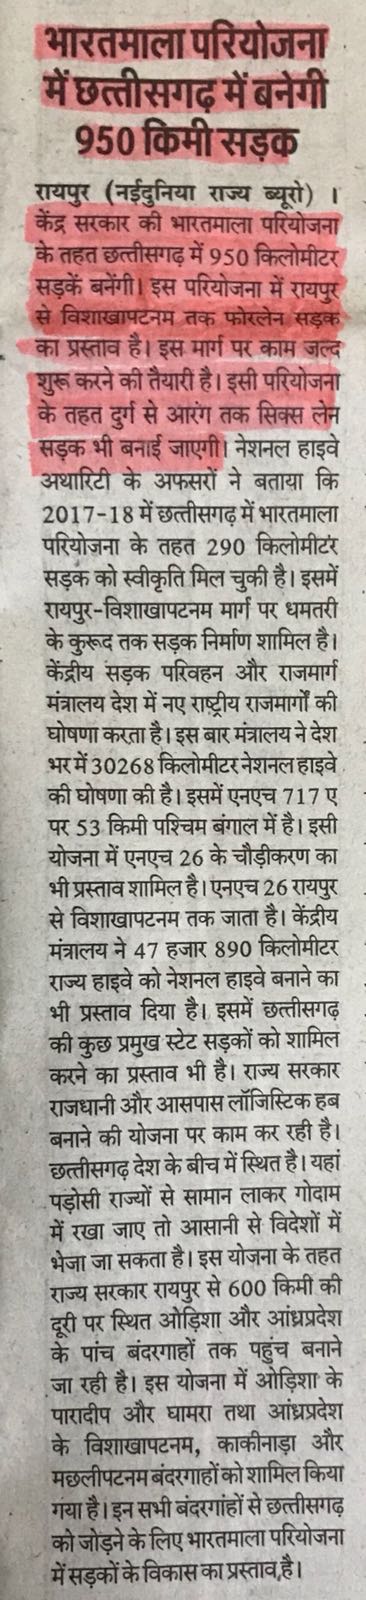 भारतमाला परियोजना
में छत्तीसगढ़ में बनेगी
950 किमी सड़क
रायपुर (नईदुनिया राज्य ब्यूरो) ।
केंद्र सरकार की भारतमाला परियोजना
के तहत छत्तीसगढ़ में 950 किलोमीटर
सड़कें बनेंगी। इस परियोजना में रायपुर
से विशाखापटनम तक फोरलेन सड़क
का प्रस्ताव है। इस मार्ग पर काम जल्द
शुरू करने की तैयारी है। इसी परियोजना
के तहत दुर्ग से आरंग तक सिक्स लेन
सड़क भी बनाई जाएगी। नेशनल हाइवे
अथारिटी के अफसरों ने बताया कि
2017-18 में छत्तीसगढ़ में भारतमाला
परियोजना के तहत 290 किलोमीटर
सड़क को स्वीकृति मिल चुकी है। इसमें
रायपुर-विशाखापटनम मार्ग पर धमतरी
के कुरूद तक सड़क निर्माण शामिल है।
केंद्रीय सड़क परिवहन और राजमार्ग
मंत्रालय देश में नए राष्ट्रीय राजमार्गों की
घोषणा करता है। इस बार मंत्रालय ने देश
भर में 30268 किलोमीटर नेशनल हाइवे
की घोषणा की है। इसमें एनएच 717 ए
पर 53 किमी पश्चिम बंगाल में है। इसी
योजना में एनएच 26 के चौड़ीकरण का
भी प्रस्ताव शामिल है। एनएच 26 रायपुर
से विशाखापटनम तक जाता है। केंद्रीय
मंत्रालय ने 47 हजार 890 किलोमीटर
राज्य हाइवे को नेशनल हाइवे बनाने का
भी प्रस्ताव दिया है। इसमें छत्तीसगढ़
की कुछ प्रमुख स्टेट सड़कों को शामिल
करने का प्रस्ताव भी है। राज्य सरकार
राजधानी और आसपास लॉजिस्टिक हब
बनाने की योजना पर काम कर रही है।
छत्तीसगढ़ देश के बीच में स्थित है। यहां
पड़ोसी राज्यों से सामान लाकर गोदाम
में रखा जाए तो आसानी से विदेशों में
भेजा जा सकता है। इस योजना के तहत
राज्य सरकार रायपुर से 600 किमी की
दूरी पर स्थित ओड़िशा और आंध्रप्रदेश
के पांच बंदरगाहों तक पहुंच बनाने
जा रही है। इस योजना में ओड़िशा के
पारादीप और घामरा तथा आंध्रप्रदेश
के विशाखापटनम, काकीनाड़ा और
मछलीपटनम बंदरगाहों को शामिल किया
गया है। इन सभी बंदरगांहों से छत्तीसगढ़
को जोड़ने के लिए भारतमाला परियोजना
में सड़कों के विकास का प्रस्ताव है।